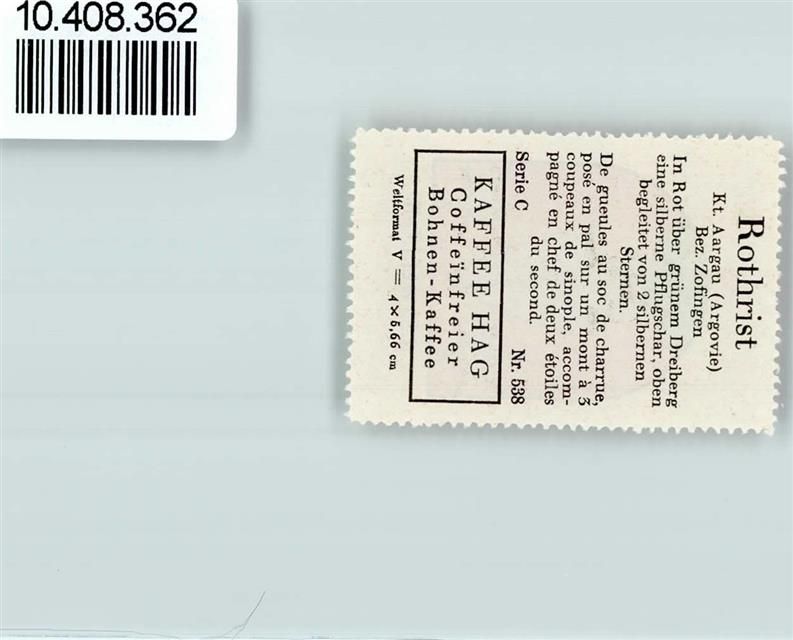 10.408.362
Rothrist
Kt. Aargau (Argovie)
Bez. Zofingen
In Rot über grünem Dreiberg
eine silberne Pflugschar, oben
begleitet von 2 silbernen
Sternen.
De gueules au soc de charrue,
posé en pal sur un mont à 3
coupeaux de sinople, accom-
pagné en chef de deux étoiles
du second.
Serie C Nr. 538
KAFFEE HAG
Coffeïnfreier
Bohnen-Kaffee
Weltformat V = 4 × 5,66 cm